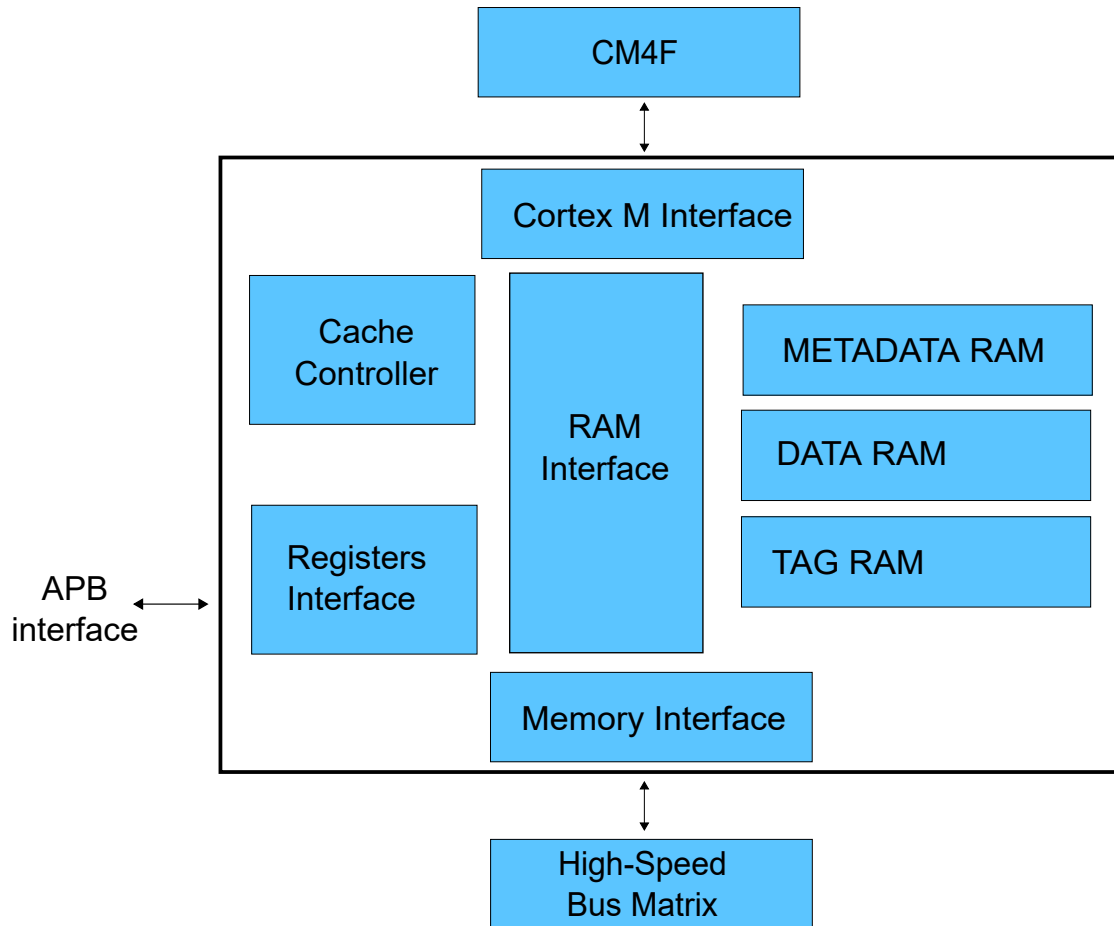 CM4F
Cortex M Interface
Cache
Controller
RAM
Interface
METADATA RAM
DATA RAM
TAG RAM
Registers
Interface
APB
interface
Memory Interface
High-Speed
Bus Matrix